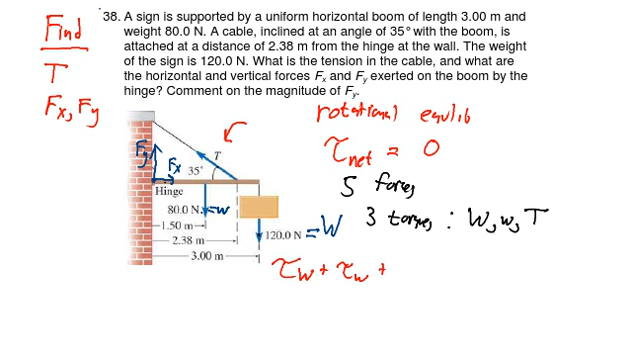 Find
T
Fx, Fy
38. A sign is supported by a uniform horizontal boom of length 3.00 m and
weight 80.0 N. A cable, inclined at an angle of 35° with the boom, is
attached at a distance of 2.38 m from the hinge at the wall. The weight
of the sign is 120.0 N. What is the tension in the cable, and what are
the horizontal and vertical forces Fx and Fy exerted on the boom by the
hinge? Comment on the magnitude of Fy.
rotational equlib
τnet = 0
5 forces
3 torques : W, w, T
Fy
Fx
35°
T
Hinge
80.0 N =w
1.50 m
2.38 m
120.0 N = W
3.00 m
τW + τw +